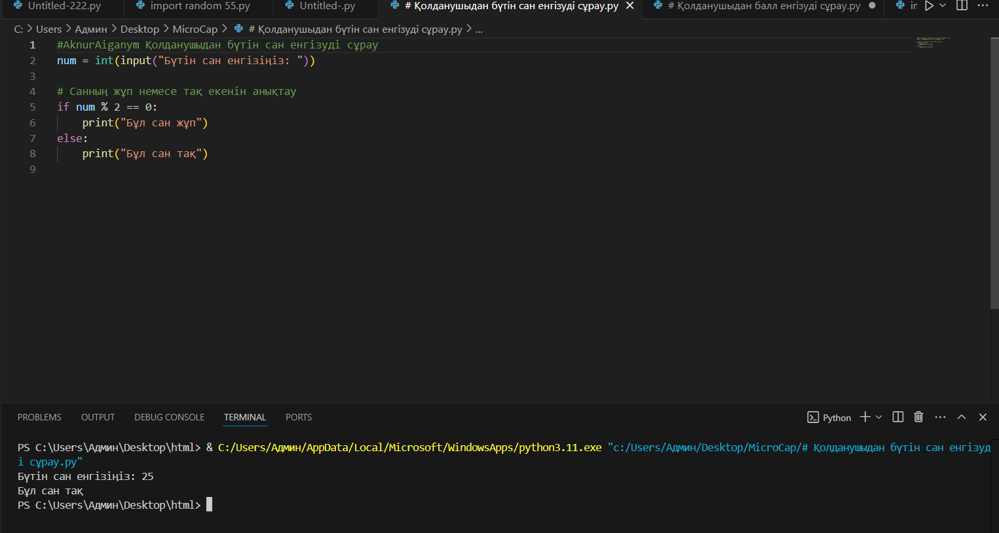 Untitled-222.py import random 55.py Untitled-.py # Қолданушыдан бүтін сан енгізуді сұрау.py # Қолданушыдан балл енгізуді сұрау.py in
C: > Users > Админ > Desktop > MicroCap > # Қолданушыдан бүтін сан енгізуді сұрау.py > ...
1 #AknurAiganym Қолданушыдан бүтін сан енгізуді сұрау
2 num = int(input("Бүтін сан енгізіңіз: "))
3
4 # Санның жұп немесе тақ екенін анықтау
5 if num % 2 == 0:
6 print("Бұл сан жұп")
7 else:
8 print("Бұл сан тақ")
9
PROBLEMS OUTPUT DEBUG CONSOLE TERMINAL PORTS Python
PS C:\Users\Админ\Desktop\html> & C:/Users/Админ/AppData/Local/Microsoft/WindowsApps/python3.11.exe "c:/Users/Админ/Desktop/MicroCap/# Қолданушыдан бүтін сан енгізуд
і сұрау.py"
Бүтін сан енгізіңіз: 25
Бұл сан тақ
PS C:\Users\Админ\Desktop\html>